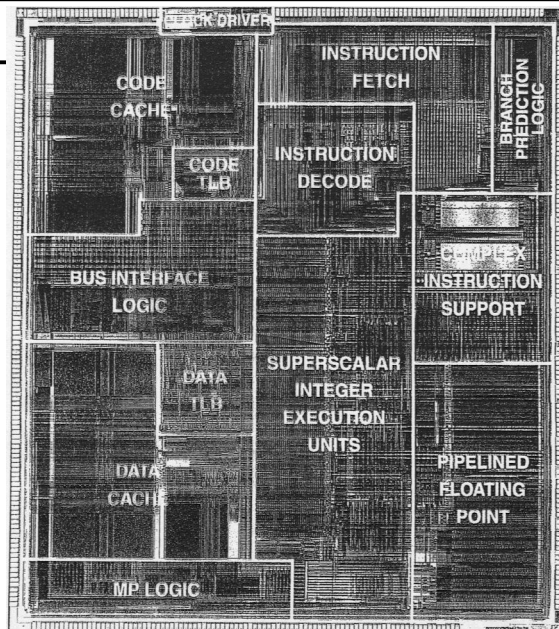 CLOCK DRIVER
CODE
CACHE
INSTRUCTION
FETCH
BRANCH
PREDICTION
LOGIC
CODE
TLB
INSTRUCTION
DECODE
COMPLEX
INSTRUCTION
SUPPORT
BUS INTERFACE
LOGIC
SUPERSCALAR
INTEGER
EXECUTION
UNITS
DATA
TLB
DATA
CACHE
PIPELINED
FLOATING
POINT
MP LOGIC